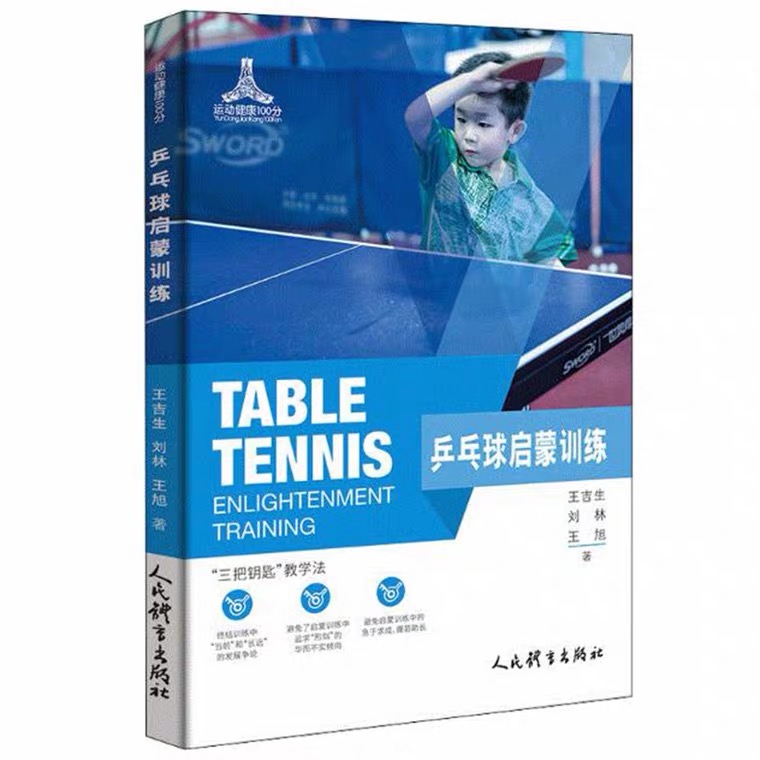 运动健康100分
乒乓球启蒙训练
王吉生 刘林 王旭 著
人民体育出版社
运动健康100分
YunDongJianKang100Fen
SWORD
SWORD
TABLE
TENNIS
ENLIGHTENMENT
TRAINING
乒乓球启蒙训练
王吉生
刘 林
王 旭
著
“三把钥匙”教学法
终结训练中
“当前”和“长远”
的发展争论
避免了启蒙训练中
追求“形似”的
华而不实倾向
避免启蒙训练中的
急于求成、揠苗助长
人民体育出版社